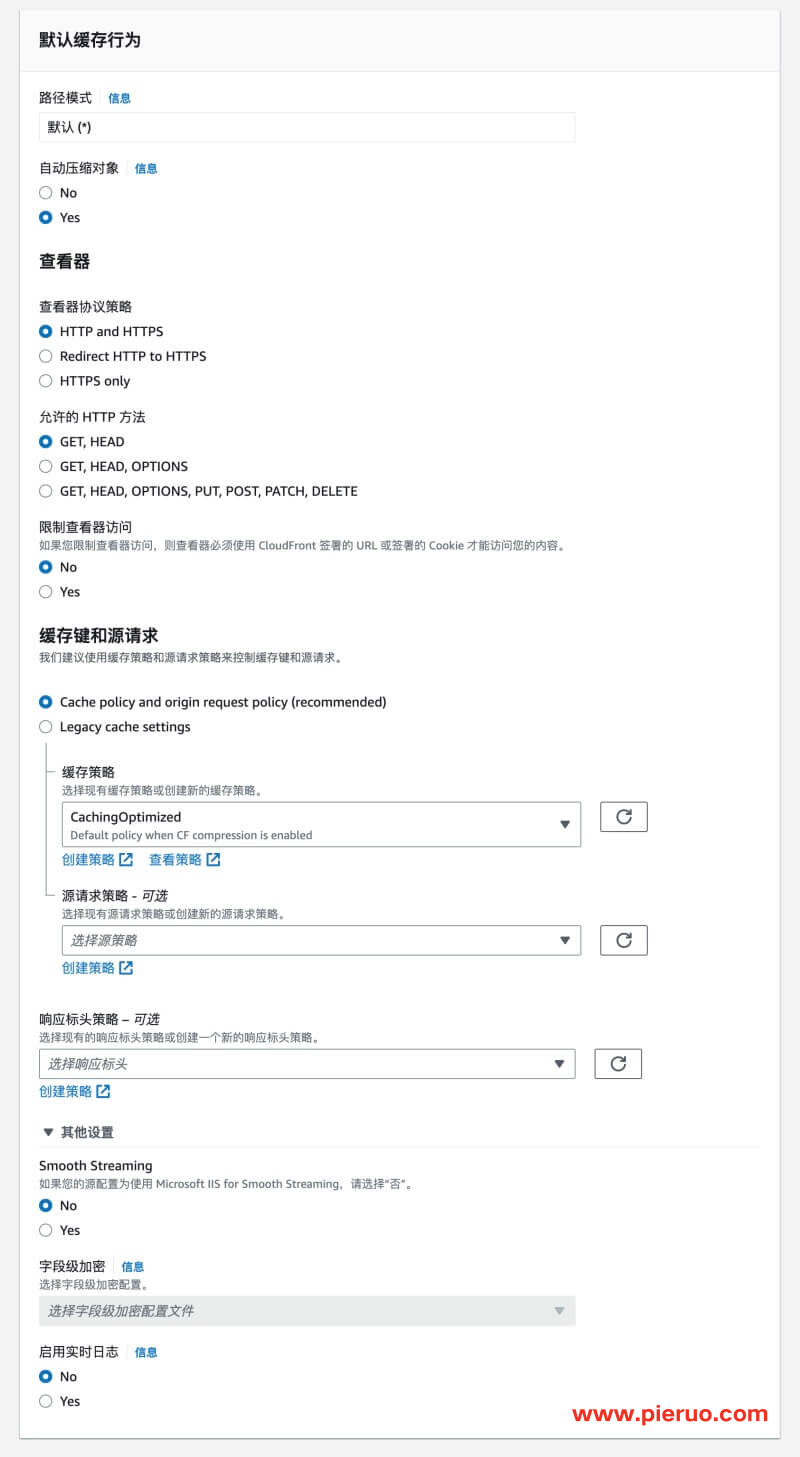 默认缓存行为
路径模式 信息
默认 (*)
自动压缩对象 信息
No
Yes
查看器
查看器协议策略
HTTP and HTTPS
Redirect HTTP to HTTPS
HTTPS only
允许的 HTTP 方法
GET, HEAD
GET, HEAD, OPTIONS
GET, HEAD, OPTIONS, PUT, POST, PATCH, DELETE
限制查看器访问
如果您限制查看器访问，则查看器必须使用 CloudFront 签署的 URL 或签署的 Cookie 才能访问您的内容。
No
Yes
缓存键和源请求
我们建议使用缓存策略和源请求策略来控制缓存键和源请求。
Cache policy and origin request policy (recommended)
Legacy cache settings
缓存策略
选择现有缓存策略或创建新的缓存策略。
CachingOptimized
Default policy when CF compression is enabled
创建策略 查看策略
源请求策略 - 可选
选择现有源请求策略或创建新的源请求策略。
选择源策略
创建策略
响应标头策略 – 可选
选择现有的响应标头策略或创建一个新的响应标头策略。
选择响应标头
创建策略
其他设置
Smooth Streaming
如果您的源配置为使用 Microsoft IIS for Smooth Streaming，请选择“否”。
No
Yes
字段级加密 信息
选择字段级加密配置。
选择字段级加密配置文件
启用实时日志 信息
No
Yes
www.pieruo.com